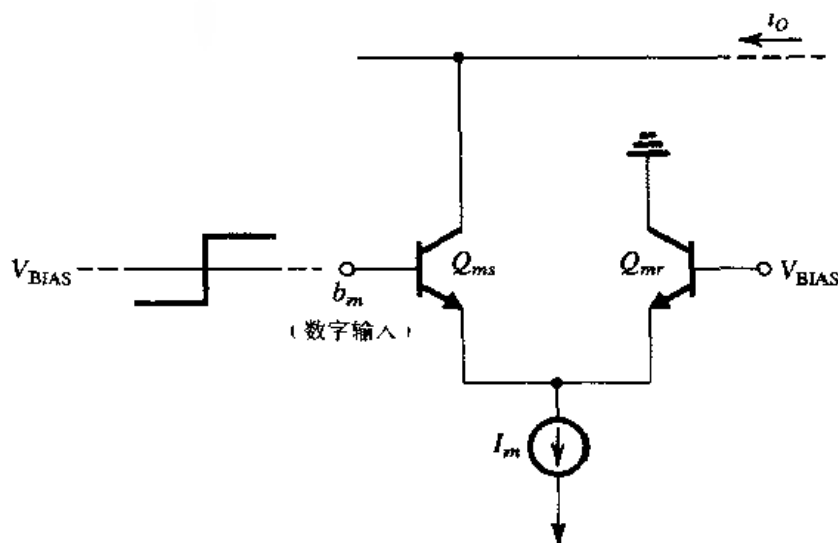 i_O
V_BIAS
b_m
（数字输入）
Q_ms
Q_mr
V_BIAS
I_m